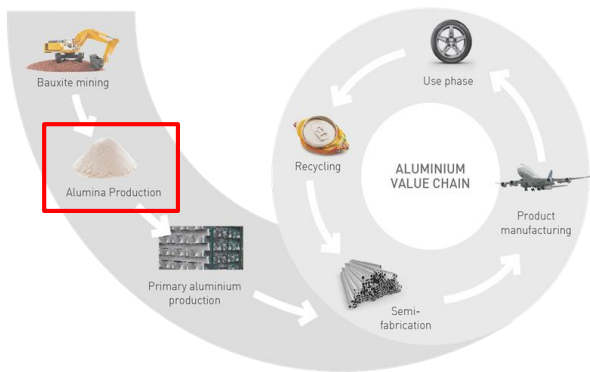 Bauxite mining
Alumina Production
Primary aluminium
production
Semi-
fabrication
Product
manufacturing
Use phase
Recycling
ALUMINIUM
VALUE CHAIN